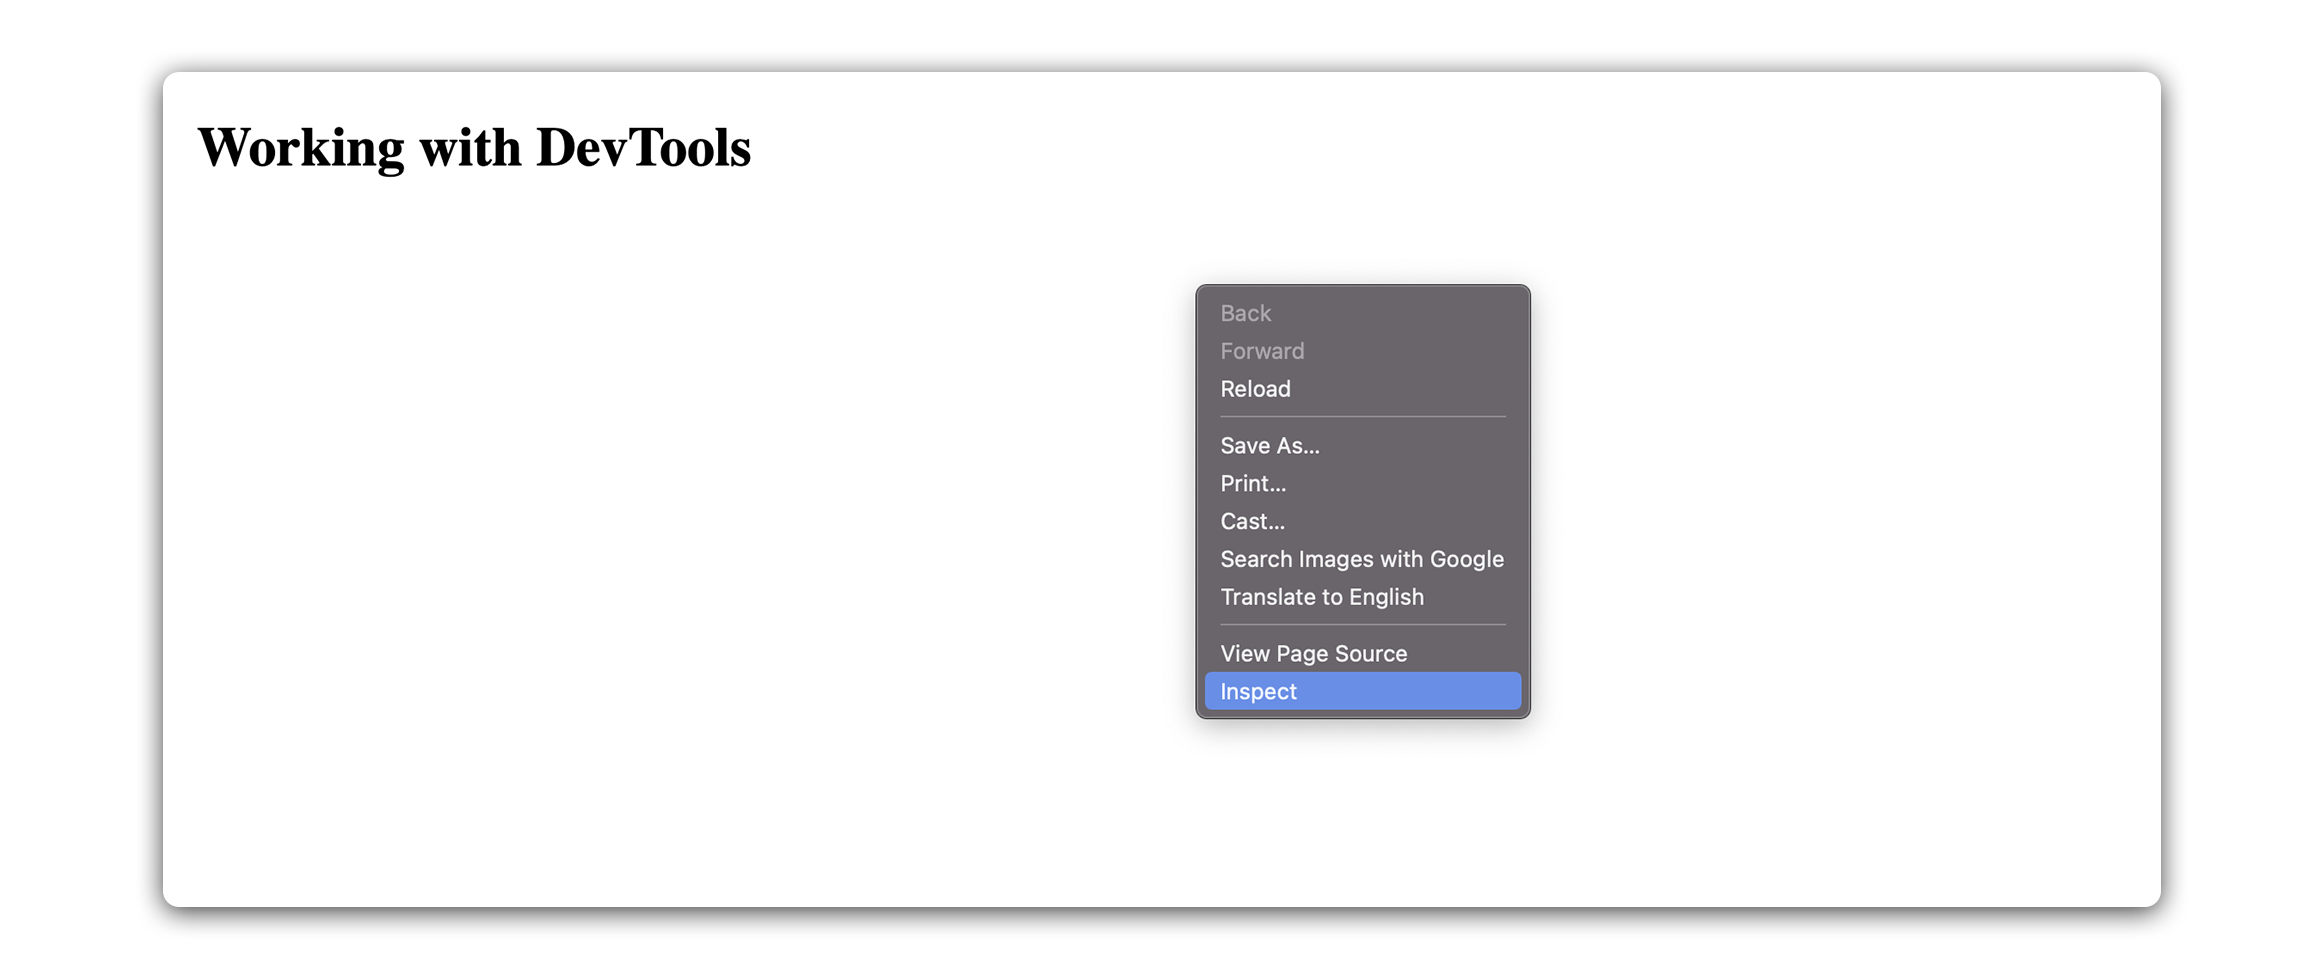 Working with DevTools
Back
Forward
Reload
Save As...
Print...
Cast...
Search Images with Google
Translate to English
View Page Source
Inspect